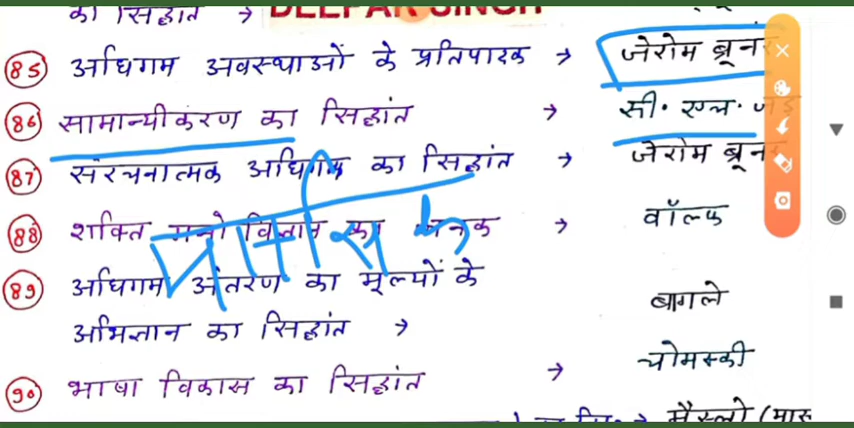 का सिद्धांत → DEEPAK SINGH
(85) अधिगम अवस्थाओं के प्रतिपादक → जेरोम ब्रूनर
(86) सामान्यीकरण का सिद्धांत → सी. एच. जड
(87) संरचनात्मक अधिगम का सिद्धांत → जेरोम ब्रूनर
(88) शक्ति मनोविज्ञान का जनक → वॉल्फ
(89) अधिगम अंतरण का मूल्यों के
अभिज्ञान का सिद्धांत → बागले
(90) भाषा विकास का सिद्धांत → चोमस्की
→ मैस्लो